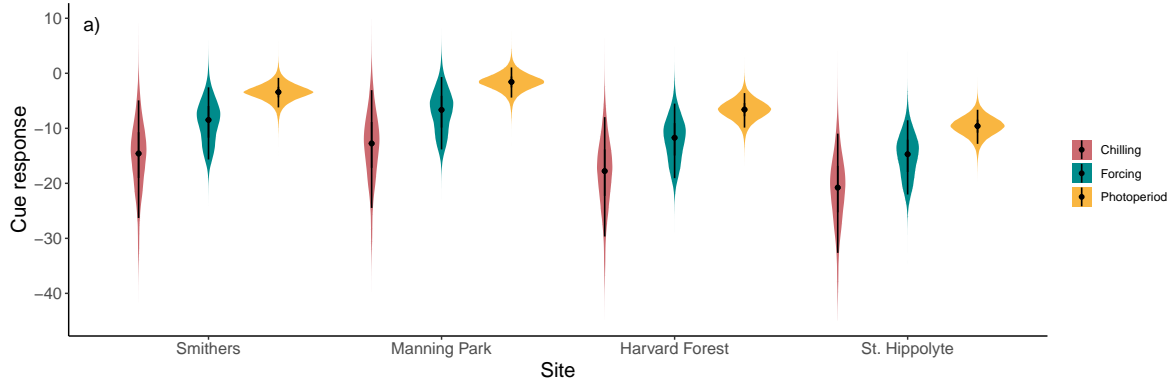 a)
10
0
−10
−20
−30
−40
Cue response
Smithers
Manning Park
Harvard Forest
St. Hippolyte
Site
Chilling
Forcing
Photoperiod